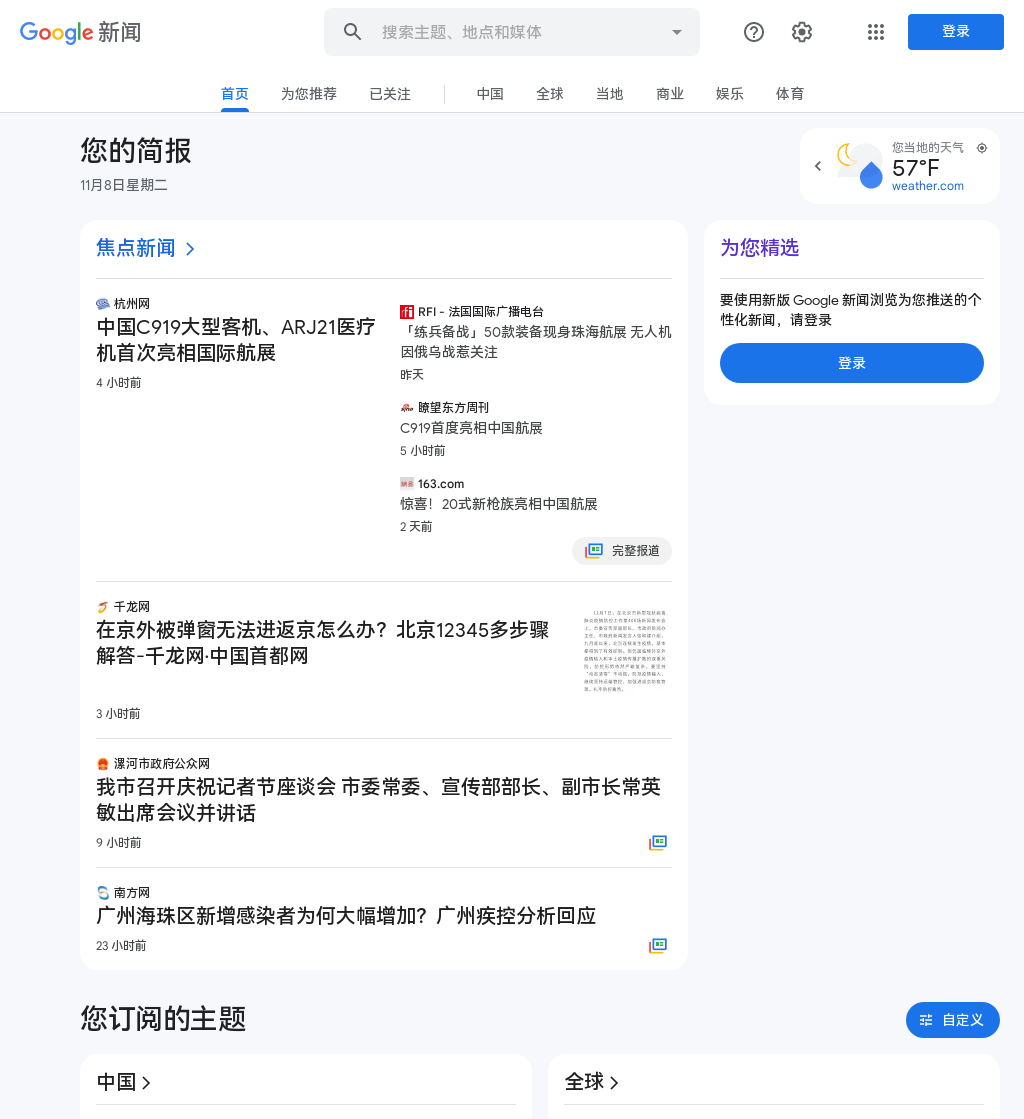 Google 新闻
搜索主题、地点和媒体
登录
首页
为您推荐
已关注
中国
全球
当地
商业
娱乐
体育
您的简报
11月8日星期二
您当地的天气
57°F
weather.com
焦点新闻
杭州网
中国C919大型客机、ARJ21医疗
机首次亮相国际航展
4 小时前
RFI - 法国国际广播电台
「练兵备战」50款装备现身珠海航展 无人机
因俄乌战惹关注
昨天
瞭望东方周刊
C919首度亮相中国航展
5 小时前
163.com
惊喜！20式新枪族亮相中国航展
2 天前
完整报道
千龙网
在京外被弹窗无法进返京怎么办？北京12345多步骤
解答-千龙网·中国首都网
3 小时前
漯河市政府公众网
我市召开庆祝记者节座谈会 市委常委、宣传部部长、副市长常英
敏出席会议并讲话
9 小时前
南方网
广州海珠区新增感染者为何大幅增加？广州疾控分析回应
23 小时前
为您精选
要使用新版 Google 新闻浏览为您推送的个
性化新闻，请登录
登录
您订阅的主题
自定义
中国
全球